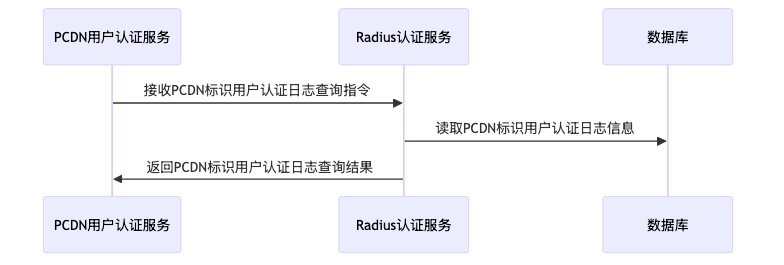 PCDN用户认证服务
Radius认证服务
数据库
接收PCDN标识用户认证日志查询指令
读取PCDN标识用户认证日志信息
返回PCDN标识用户认证日志查询结果
PCDN用户认证服务
Radius认证服务
数据库